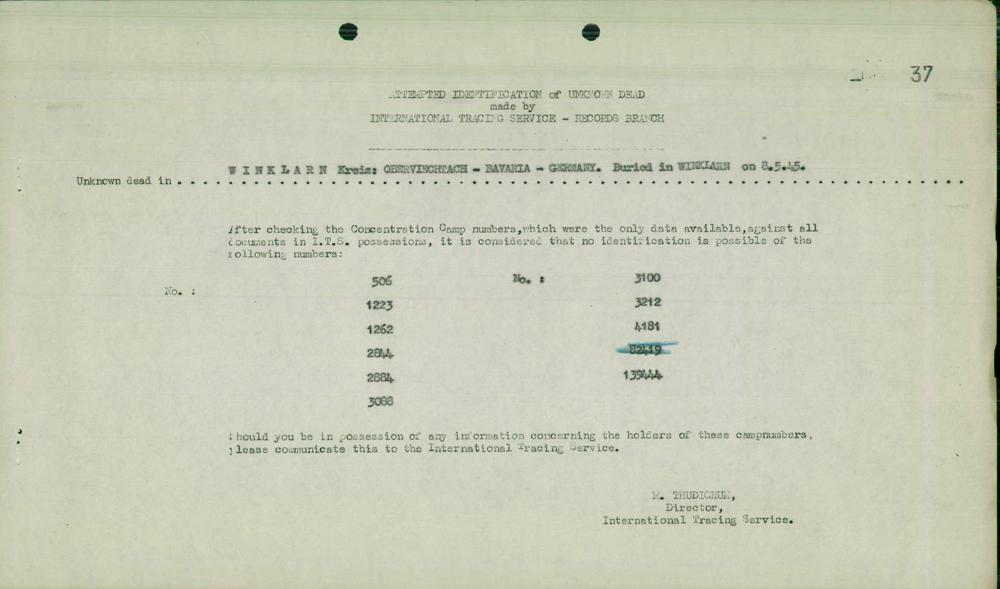 37
ATTEMPTED IDENTIFICATION of UNKNOWN DEAD
made by
INTERNATIONAL TRACING SERVICE - RECORDS BRANCH
W I N K L A R N Kreis: OBERVIECHTACH - BAVARIA - GERMANY. Buried in WINKLARN on 8.5.45.
Unknown dead in . . . . . . . . . . . . . . . . . . . . . . . . . . . . . . . . . . . . . . . . . . . . . . . . . . . . . . . . . . . .
After checking the Concentration Camp numbers,which were the only data available,against all
documents in I.T.S. possessions, it is considered that no identification is possible of the
following numbers:
506 No. : 3100
No. :
1223 3212
1262 4181
2844 82419
2884 139444
3088
Should you be in possession of any information concerning the holders of these campnumbers,
please communicate this to the International Tracing Service.
M. THUDICHUM,
Director,
International Tracing Service.